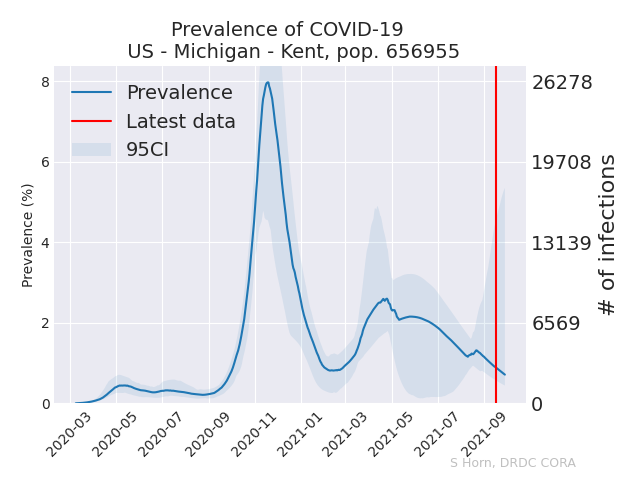 Prevalence of COVID-19
US - Michigan - Kent, pop. 656955
Prevalence
Latest data
95CI
Prevalence (%)
8
6
4
2
0
26278
19708
13139
6569
0
# of infections
2020-03
2020-05
2020-07
2020-09
2020-11
2021-01
2021-03
2021-05
2021-07
2021-09
S Horn, DRDC CORA